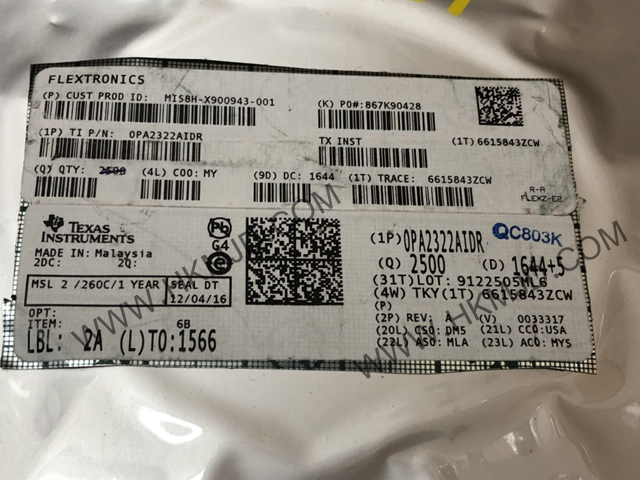 FLEXTRONICS
(P) CUST PROD ID: MIS8H-X900943-001
(K) PO#:867K90428
(1P) TI P/N: OPA2322AIDR
TX INST (1T) 6615843ZCW
(Q) QTY: 2500 (4L) COO: MY (9D) DC: 1644 (1T) TRACE: 6615843ZCW
R-A
FLEXZ-E2
TEXAS
INSTRUMENTS
MADE IN: Malaysia
2DC: 2Q:
Pb
G4
MSL 2 /260C/1 YEAR SEAL DT
12/04/16
OPT:
ITEM: 6B
LBL: 2A (L)TO:1566
(1P) OPA2322AIDR QC803K
(Q) 2500 (D) 1644+5
(31T)LOT: 9122505ML6
(4W) TKY(1T) 6615843ZCW
(P)
(2P) REV: A (V) 0033317
(20L) CSO: DM5 (21L) CCO:USA
(22L) ASO: MLA (23L) ACO: MYS